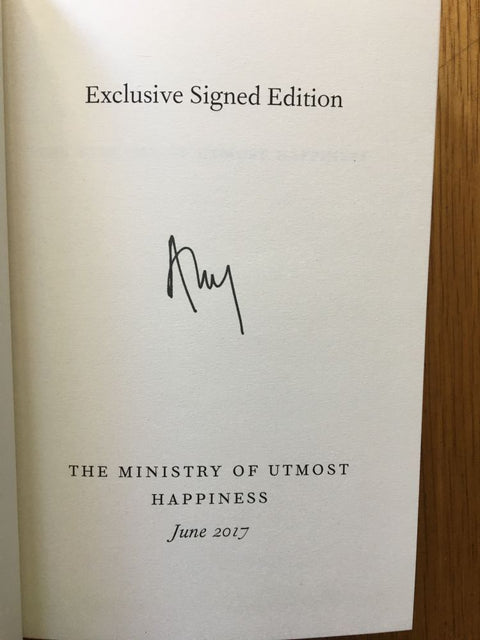 Exclusive Signed Edition
THE MINISTRY OF UTMOST
HAPPINESS
June 2017